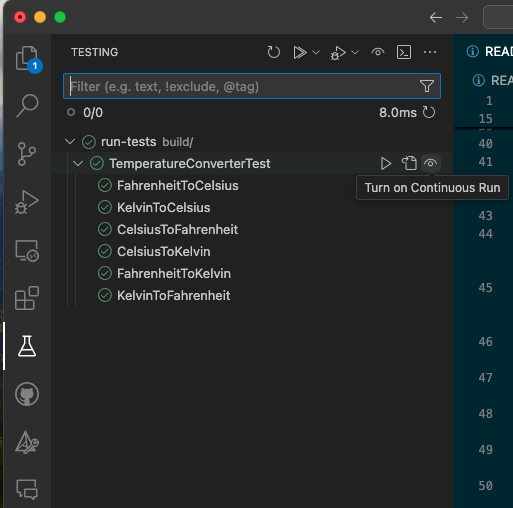 TESTING
READ
Filter (e.g. text, !exclude, @tag)
REA
0/0
8.0ms
1
15
run-tests build/
40
TemperatureConverterTest
41
Turn on Continuous Run
FahrenheitToCelsius
KelvinToCelsius
43
CelsiusToFahrenheit
44
CelsiusToKelvin
FahrenheitToKelvin
KelvinToFahrenheit
45
46
47
48
49
50
1